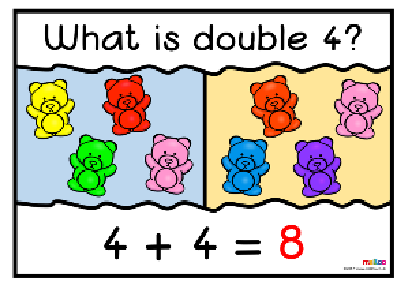 What is double 4?
4 + 4 = 8